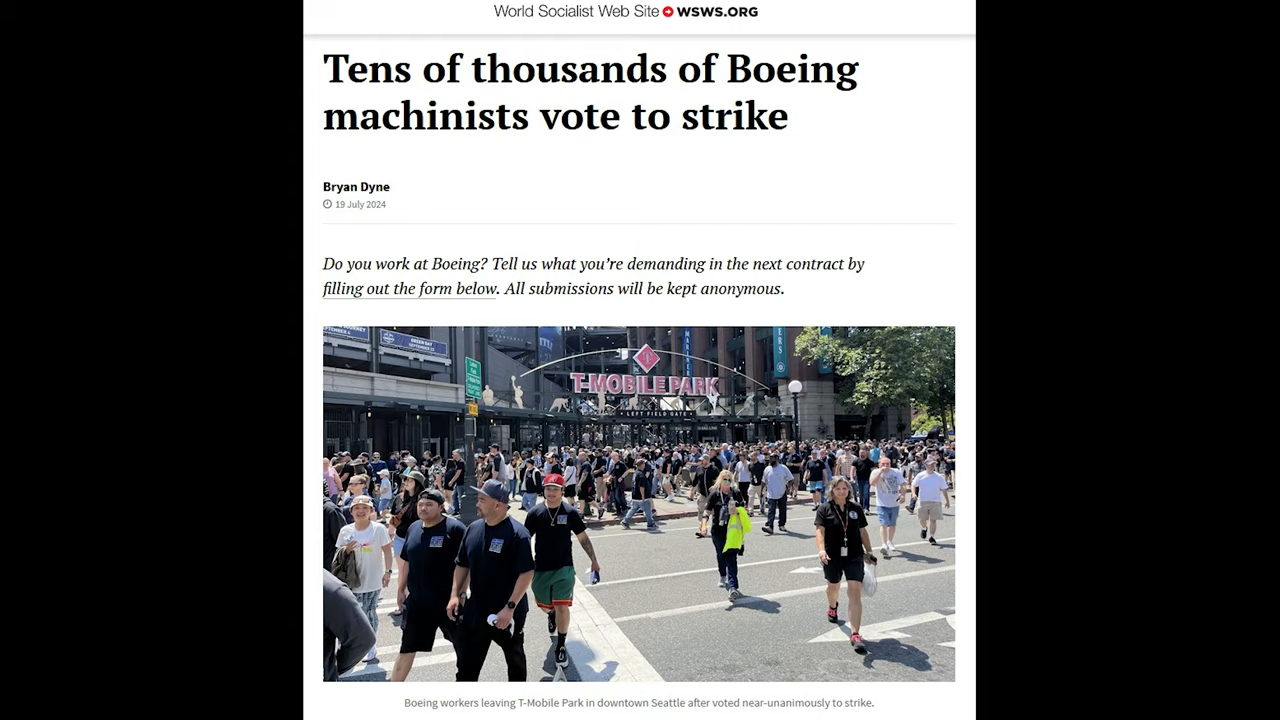 World Socialist Web Site WSWS.ORG
Tens of thousands of Boeing
machinists vote to strike
Bryan Dyne
19 July 2024
Do you work at Boeing? Tell us what you’re demanding in the next contract by
filling out the form below. All submissions will be kept anonymous.
GREEN DAY
T-MOBILE PARK
LEFT FIELD GATE
Boeing workers leaving T-Mobile Park in downtown Seattle after voted near-unanimously to strike.